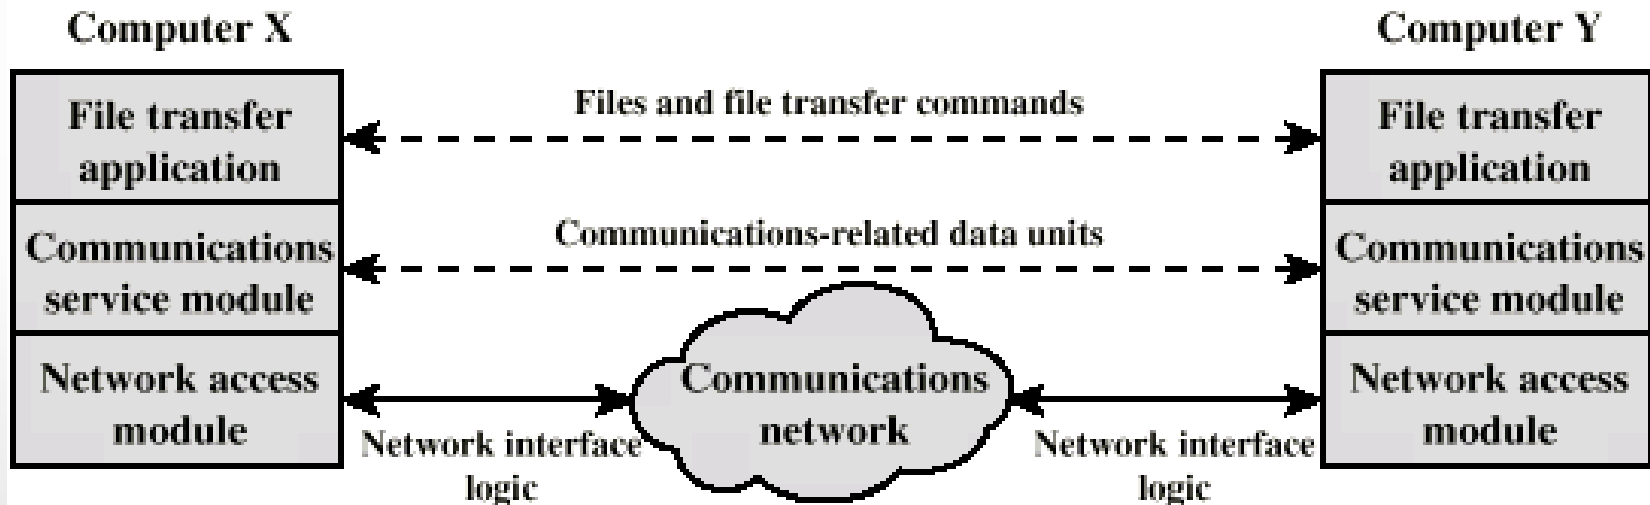 Computer X
Computer Y
File transfer
application
Files and file transfer commands
File transfer
application
Communications
service module
Communications-related data units
Communications
service module
Network access
module
Network interface
logic
Communications
network
Network interface
logic
Network access
module